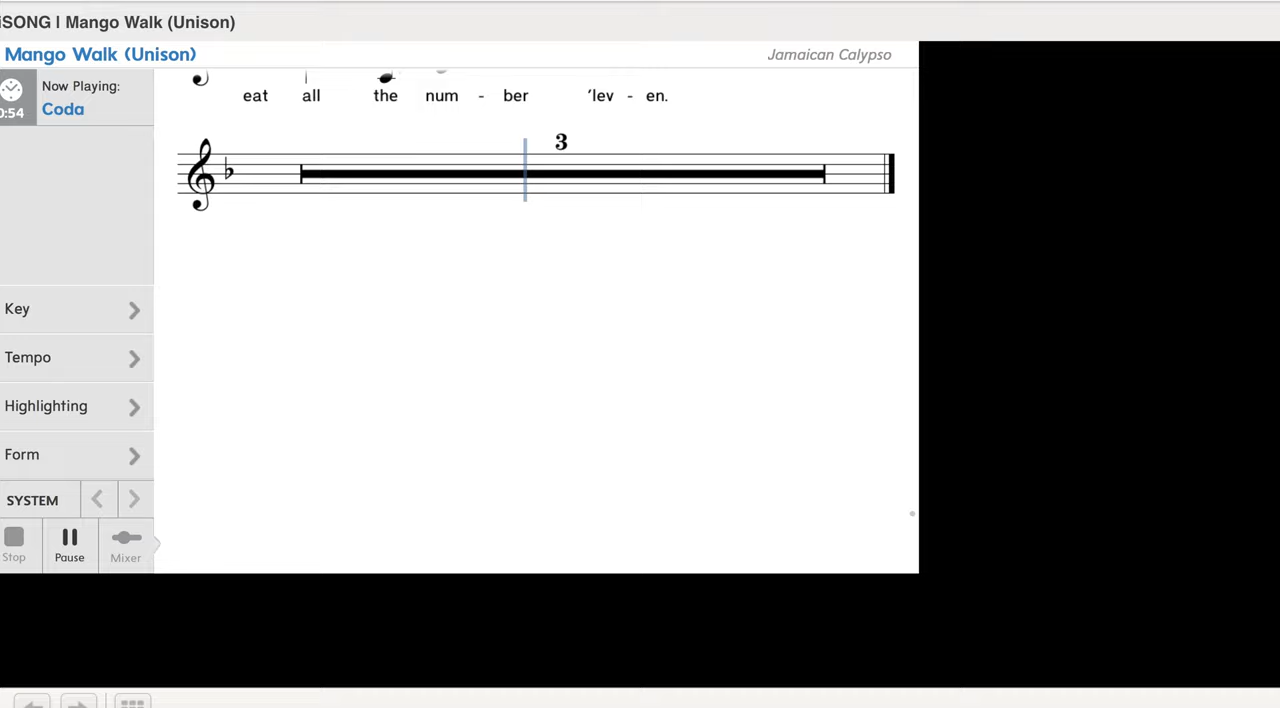 iSONG | Mango Walk (Unison)
Mango Walk (Unison)
Jamaican Calypso
Now Playing:
Coda
0:54
eat all the num - ber 'lev - en.
3
Key
Tempo
Highlighting
Form
SYSTEM
Stop
Pause
Mixer